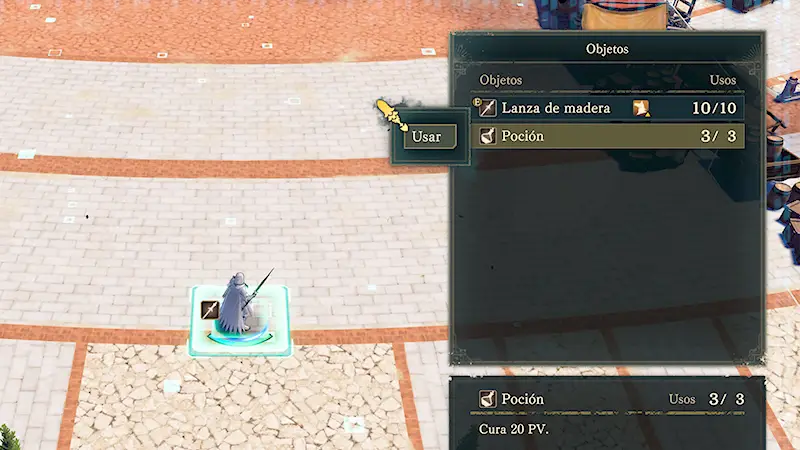 Objetos
Objetos Usos
E Lanza de madera 10/10
Usar
Poción 3/ 3
Poción Usos 3/ 3
Cura 20 PV.